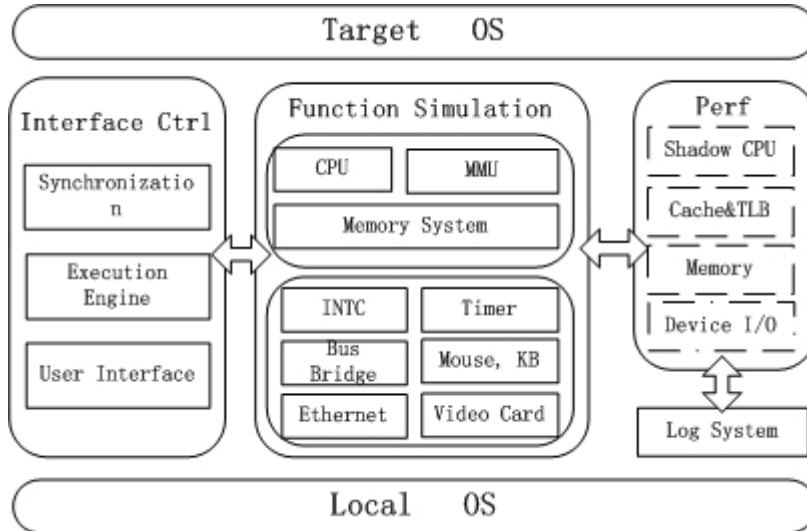 Target OS
Interface Ctrl
Synchronizatio
n
Execution
Engine
User Interface
Function Simulation
CPU
MMU
Memory System
INTC
Timer
Bus
Bridge
Mouse, KB
Ethernet
Video Card
Perf
Shadow CPU
Cache&TLB
Memory
Device I/O
Log System
Local OS